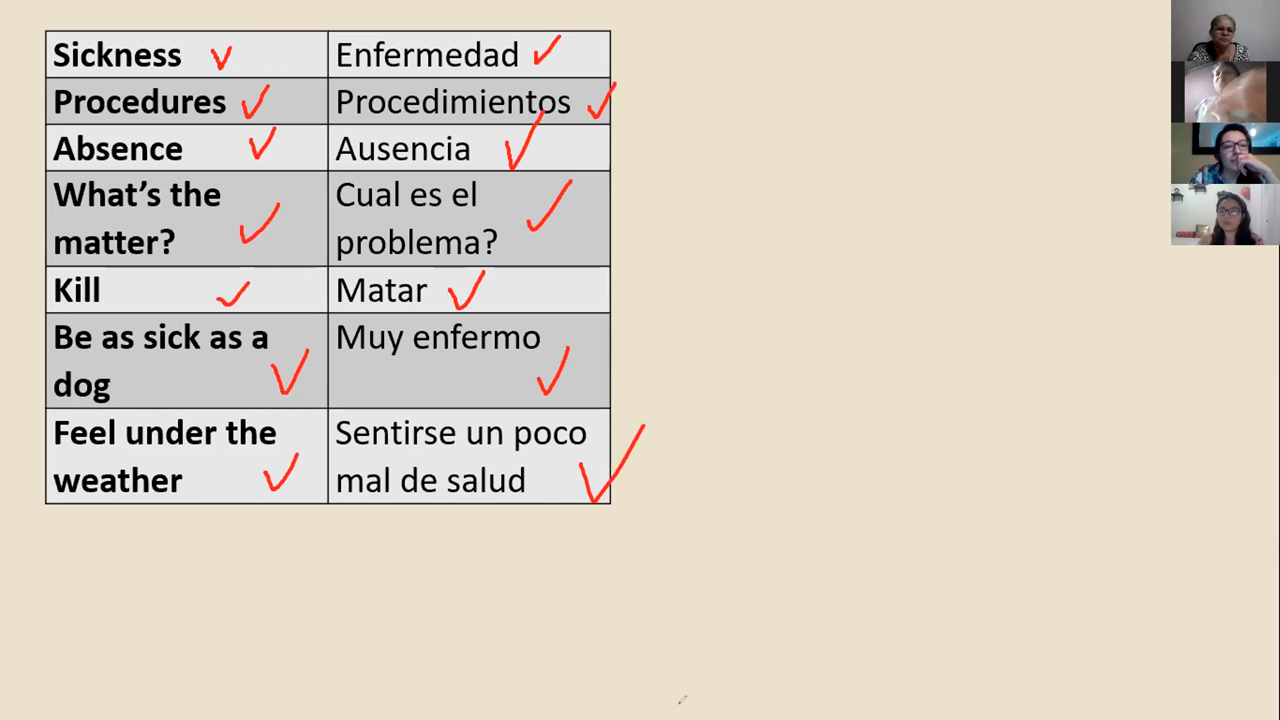 Sickness Enfermedad
Procedures Procedimientos
Absence Ausencia
What's the Cual es el
matter? problema?
Kill Matar
Be as sick as a Muy enfermo
dog
Feel under the Sentirse un poco
weather mal de salud